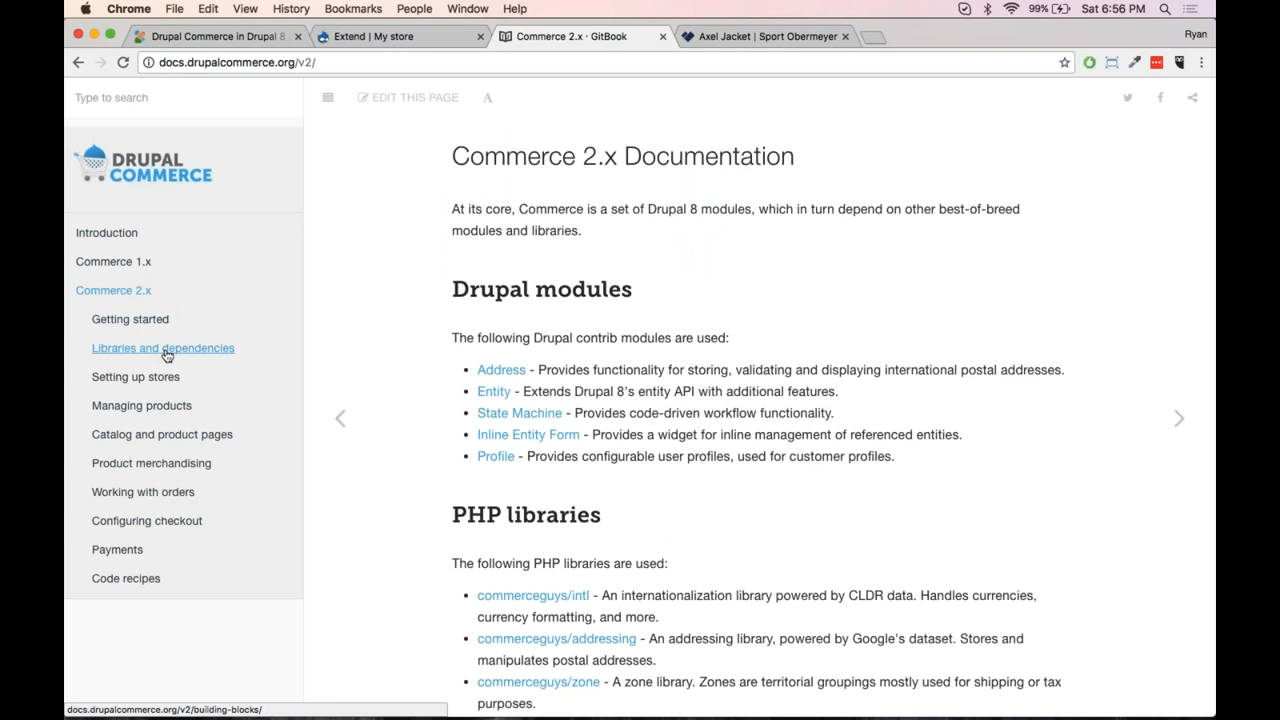 Chrome File Edit View History Bookmarks People Window Help 99% Sat 6:56 PM
Drupal Commerce in Drupal 8 Extend | My store Commerce 2.x · GitBook Axel Jacket | Sport Obermeyer Ryan
docs.drupalcommerce.org/v2/
Type to search
EDIT THIS PAGE A
DRUPAL
COMMERCE
Introduction
Commerce 1.x
Commerce 2.x
Getting started
Libraries and dependencies
Setting up stores
Managing products
Catalog and product pages
Product merchandising
Working with orders
Configuring checkout
Payments
Code recipes
Commerce 2.x Documentation
At its core, Commerce is a set of Drupal 8 modules, which in turn depend on other best-of-breed
modules and libraries.
Drupal modules
The following Drupal contrib modules are used:
• Address - Provides functionality for storing, validating and displaying international postal addresses.
• Entity - Extends Drupal 8's entity API with additional features.
• State Machine - Provides code-driven workflow functionality.
• Inline Entity Form - Provides a widget for inline management of referenced entities.
• Profile - Provides configurable user profiles, used for customer profiles.
PHP libraries
The following PHP libraries are used:
• commerceguys/intl - An internationalization library powered by CLDR data. Handles currencies,
currency formatting, and more.
• commerceguys/addressing - An addressing library, powered by Google's dataset. Stores and
manipulates postal addresses.
• commerceguys/zone - A zone library. Zones are territorial groupings mostly used for shipping or tax
purposes.
docs.drupalcommerce.org/v2/building-blocks/